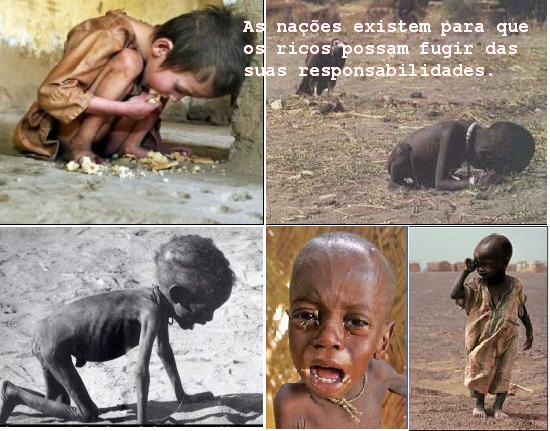 As nações existem para que
os ricos possam fugir das
suas responsabilidades.